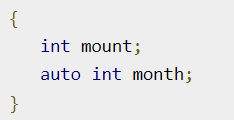 {
int mount;
auto int month;
}